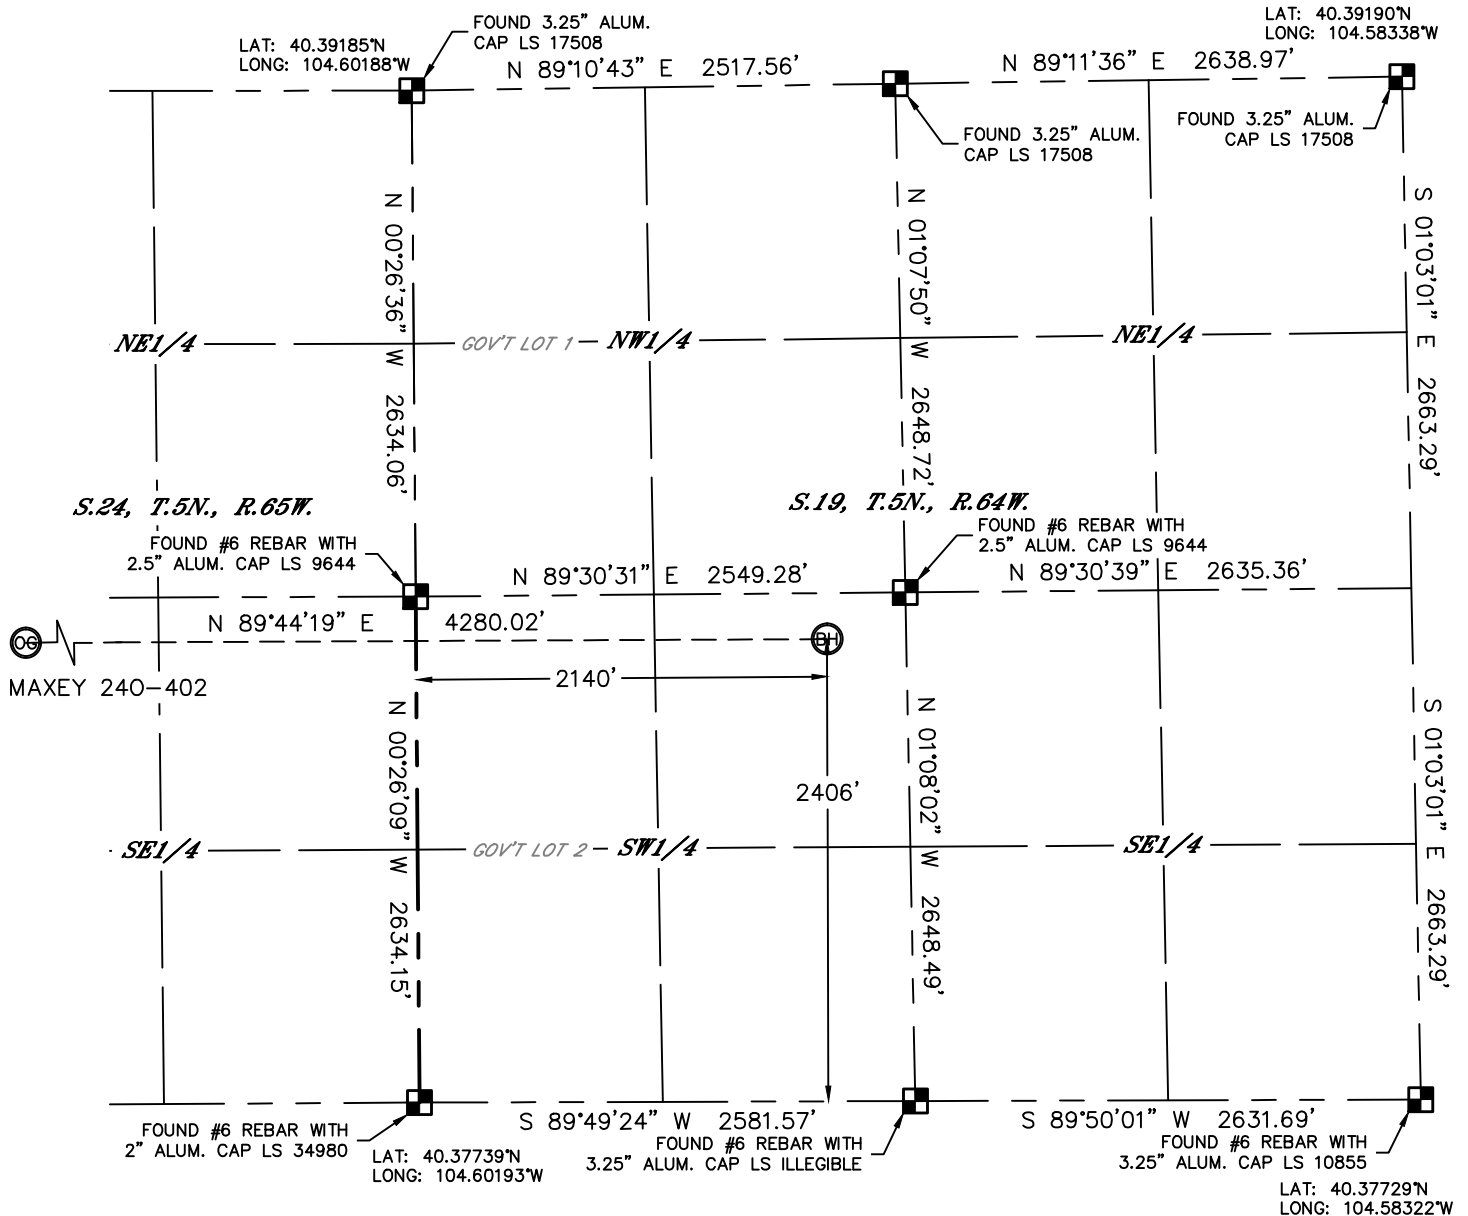 FOUND 3.25" ALUM.
CAP LS 17508
LAT: 40.39185°N
LONG: 104.60188°W
LAT: 40.39190°N
LONG: 104.58338°W
N 89°10'43" E 2517.56'
N 89°11'36" E 2638.97'
FOUND 3.25" ALUM.
CAP LS 17508
FOUND 3.25" ALUM.
CAP LS 17508
N 00°26'36" W 2634.06'
N 01°07'50" W 2648.72'
S 01°03'01" E 2663.29'
NE1/4
GOV'T LOT 1
NW1/4
NE1/4
S.24, T.5N., R.65W.
S.19, T.5N., R.64W.
FOUND #6 REBAR WITH
2.5" ALUM. CAP LS 9644
FOUND #6 REBAR WITH
2.5" ALUM. CAP LS 9644
N 89°30'31" E 2549.28'
N 89°30'39" E 2635.36'
N 89°44'19" E 4280.02'
OG
BH
MAXEY 240-402
2140'
N 00°26'09" W 2634.15'
2406'
N 01°08'02" W 2648.49'
S 01°03'01" E 2663.29'
SE1/4
GOV'T LOT 2
SW1/4
SE1/4
S 89°49'24" W 2581.57'
S 89°50'01" W 2631.69'
FOUND #6 REBAR WITH
2" ALUM. CAP LS 34980
LAT: 40.37739°N
LONG: 104.60193°W
FOUND #6 REBAR WITH
3.25" ALUM. CAP LS ILLEGIBLE
FOUND #6 REBAR WITH
3.25" ALUM. CAP LS 10855
LAT: 40.37729°N
LONG: 104.58322°W